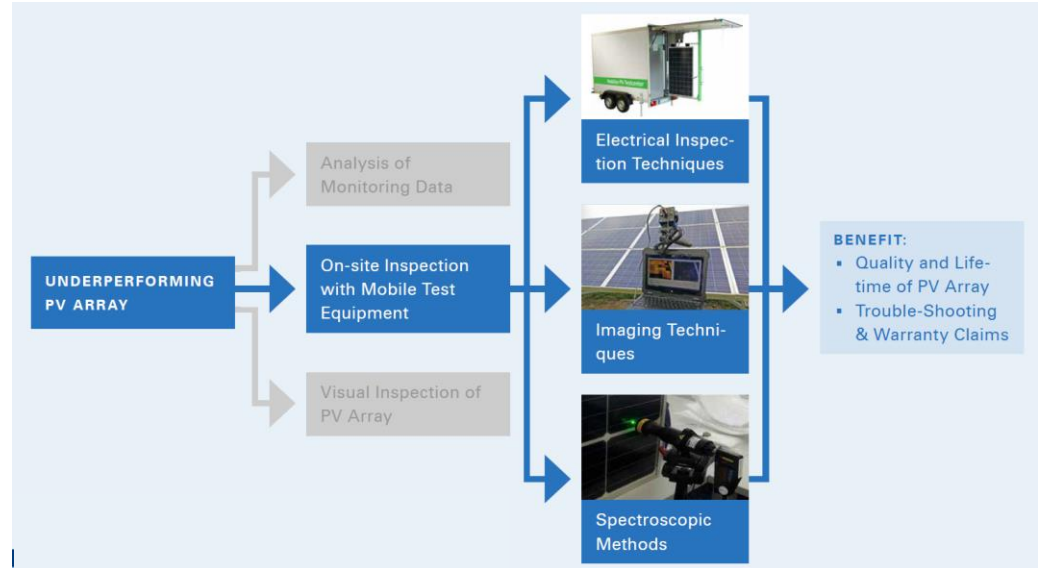 UNDERPERFORMING
PV ARRAY
Analysis of
Monitoring Data
On-site Inspection
with Mobile Test
Equipment
Visual Inspection of
PV Array
Electrical Inspec-
tion Techniques
Imaging Techni-
ques
Spectroscopic
Methods
BENEFIT:
▪ Quality and Life-
time of PV Array
▪ Trouble-Shooting
& Warranty Claims